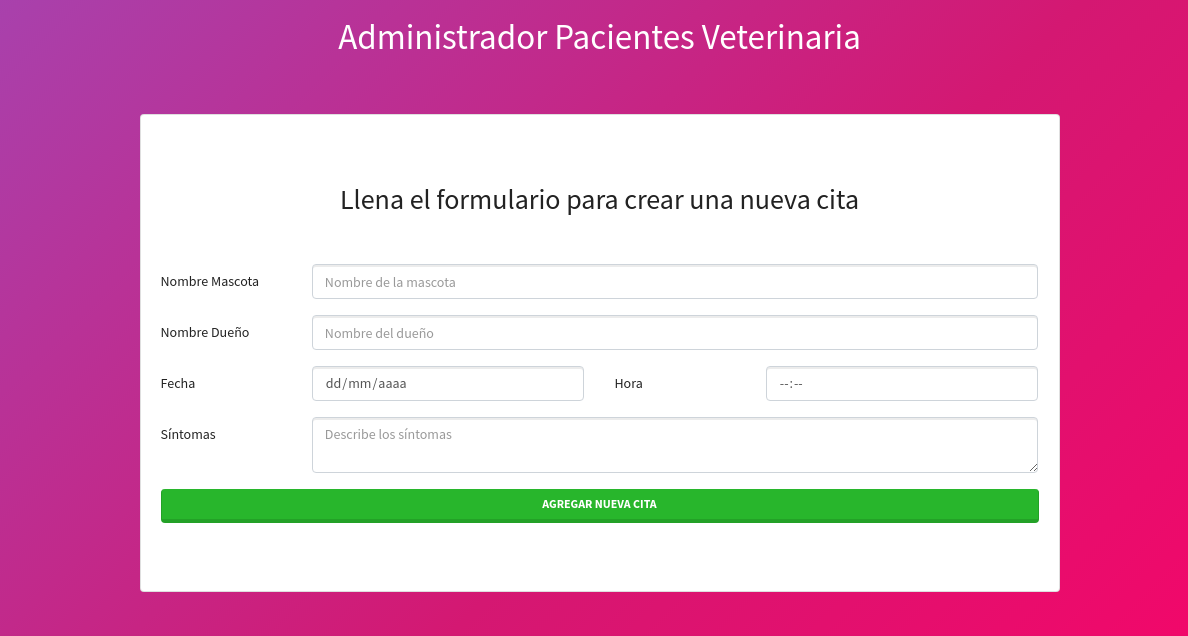 Administrador Pacientes Veterinaria
Llena el formulario para crear una nueva cita
Nombre Mascota Nombre de la mascota
Nombre Dueño Nombre del dueño
Fecha dd/mm/aaaa Hora --:--
Síntomas Describe los síntomas
AGREGAR NUEVA CITA